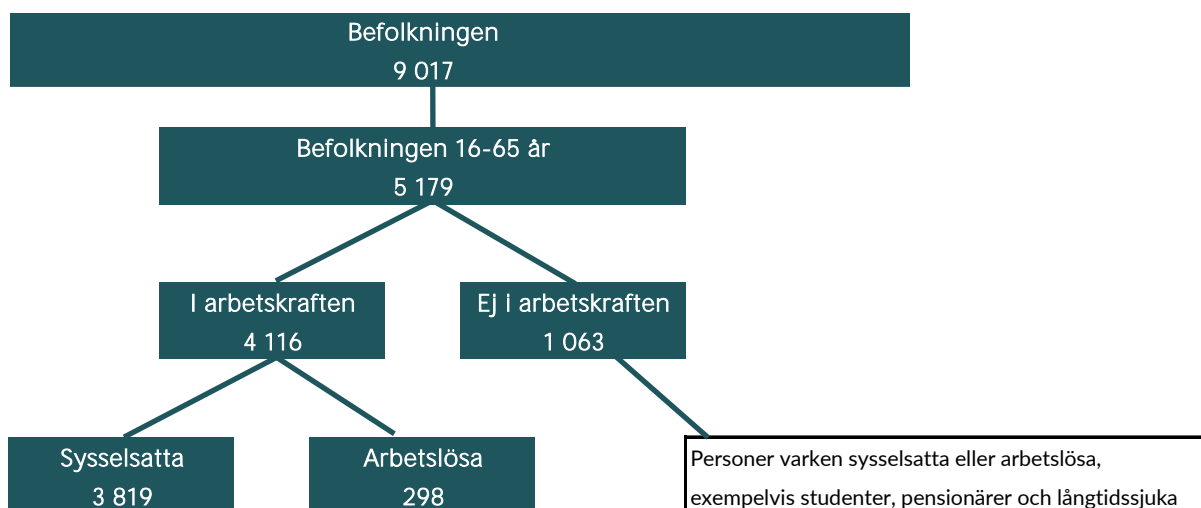 Befolkningen
9 017
Befolkningen 16-65 år
5 179
I arbetskraften
4 116
Ej i arbetskraften
1 063
Sysselsatta
3 819
Arbetslösa
298
Personer varken sysselsatta eller arbetslösa,
exempelvis studenter, pensionärer och långtidssjuka